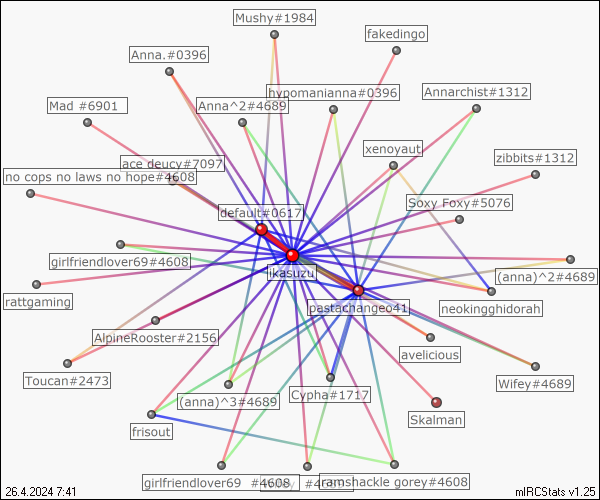 Mushy#1984
fakedingo
Anna.#0396
hypomanianna#0396
Annarchist#1312
Mad #6901
Anna^2#4689
xenoyaut
zibbits#1312
ace deucy#7097
no cops no laws no hope#4608
Soxy Foxy#5076
default#0617
girlfriendlover69#4608
ikasuzu
(anna)^2#4689
rattgaming
pastachangeo41
neokingghidorah
AlpineRooster#2156
avelicious
Toucan#2473
(anna)^3#4689
Cypha#1717
Wifey#4689
Skalman
frisout
girlfriendlover69 #4608
ramshackle gorey#4608
26.4.2024 7:41
mIRCStats v1.25